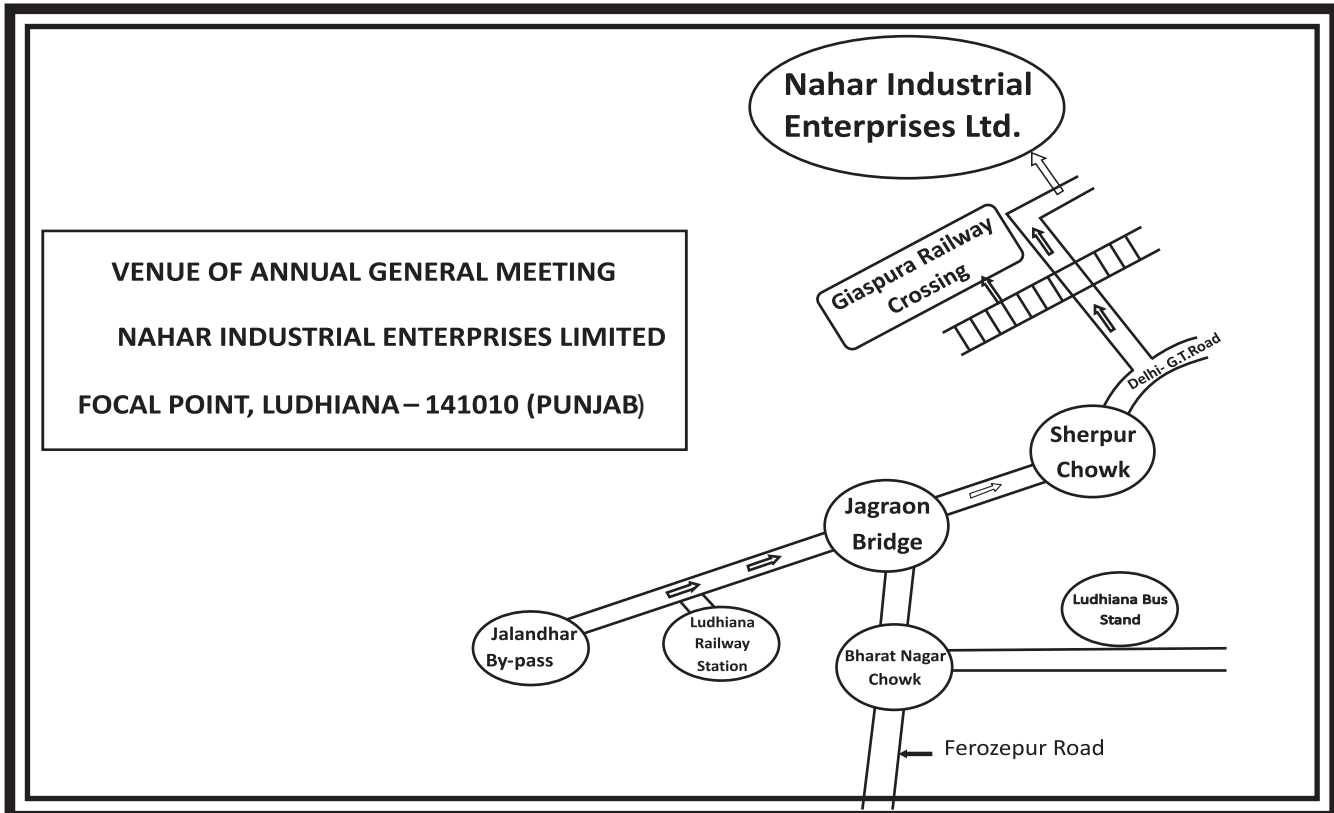 Nahar Industrial
Enterprises Ltd.
VENUE OF ANNUAL GENERAL MEETING
NAHAR INDUSTRIAL ENTERPRISES LIMITED
FOCAL POINT, LUDHIANA – 141010 (PUNJAB)
Giaspura Railway
Crossing
Delhi- G.T.Road
Sherpur
Chowk
Jagraon
Bridge
Ludhiana Bus
Stand
Jalandhar
By-pass
Ludhiana
Railway
Station
Bharat Nagar
Chowk
Ferozepur Road